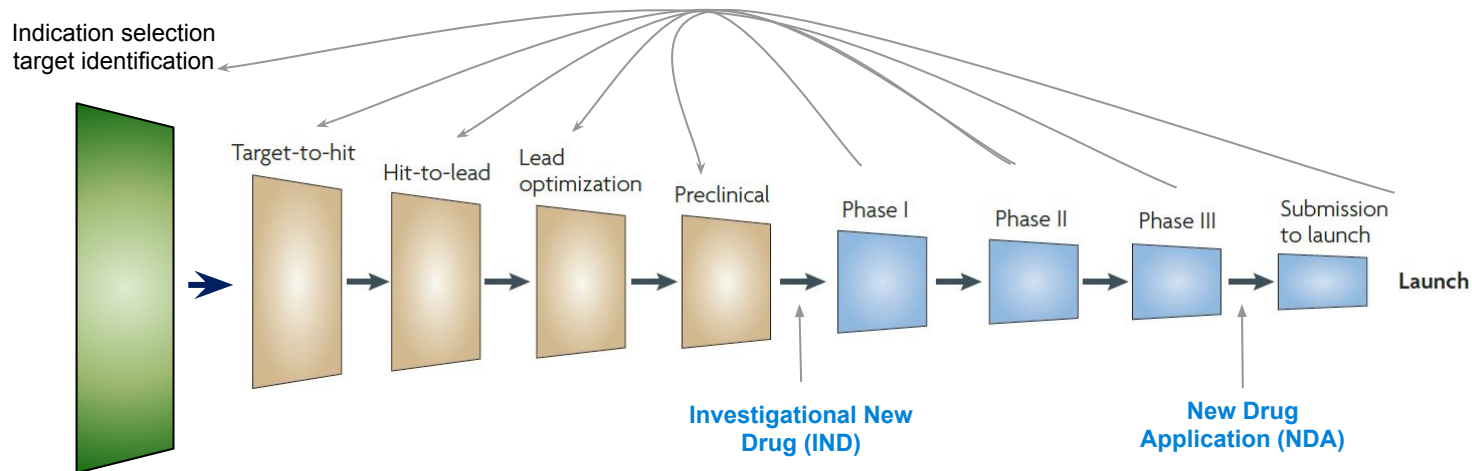 Indication selection
target identification
Target-to-hit
Hit-to-lead
Lead
optimization
Preclinical
Phase I
Phase II
Phase III
Submission
to launch
Launch
Investigational New
Drug (IND)
New Drug
Application (NDA)